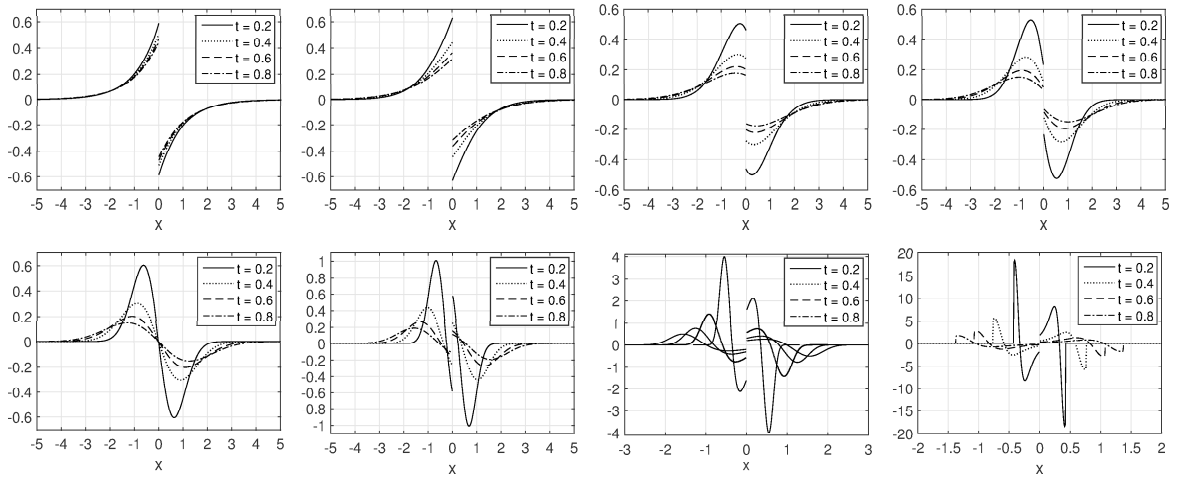 0.6
0.4
0.2
0
-0.2
-0.4
-0.6
-5 -4 -3 -2 -1 0 1 2 3 4 5
x
t = 0.2
t = 0.4
t = 0.6
t = 0.8
0.6
0.4
0.2
0
-0.2
-0.4
-0.6
-5 -4 -3 -2 -1 0 1 2 3 4 5
x
t = 0.2
t = 0.4
t = 0.6
t = 0.8
0.6
0.4
0.2
0
-0.2
-0.4
0.6
-5 -4 -3 -2 -1 0 1 2 3 4 5
x
t = 0.2
t = 0.4
t = 0.6
t = 0.8
0.6
0.4
0.2
0
-0.2
-0.4
0.6
-5 -4 -3 -2 -1 0 1 2 3 4 5
x
t = 0.2
t = 0.4
t = 0.6
t = 0.8
0.6
0.4
0.2
0
-0.2
-0.4
-0.6
-5 -4 -3 -2 -1 0 1 2 3 4 5
x
t = 0.2
t = 0.4
t = 0.6
t = 0.8
1
0.8
0.6
0.4
0.2
0
-0.2
-0.4
-0.6
-0.8
-1
-5 -4 -3 -2 -1 0 1 2 3 4 5
x
t = 0.2
t = 0.4
t = 0.6
t = 0.8
4
3
2
1
0
-1
-2
-3
-4
-3 -2 -1 0 1 2 3
x
t = 0.2
t = 0.4
t = 0.6
t = 0.8
20
15
10
5
0
-5
-10
-15
-20
-2 -1.5 -1 -0.5 0 0.5 1 1.5 2
x
t = 0.2
t = 0.4
t = 0.6
t = 0.8